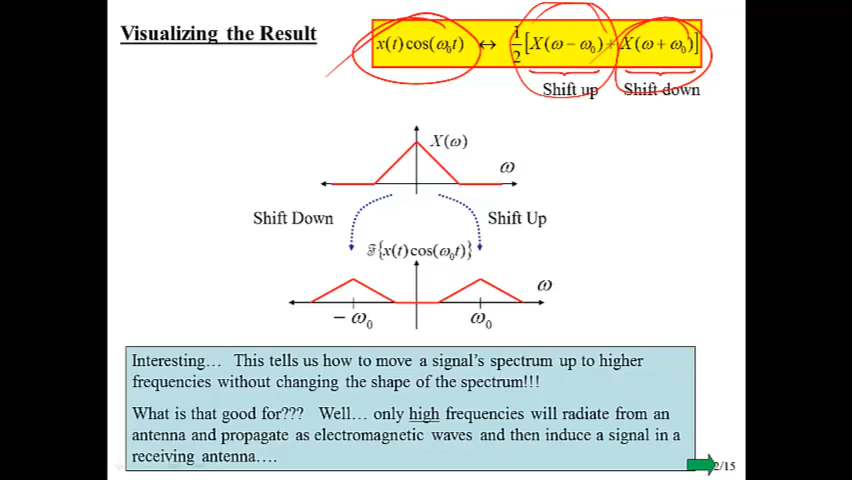 Visualizing the Result
x(t)cos(ω₀t) ↔ 1/2[X(ω − ω₀) + X(ω + ω₀)]
Shift up Shift down
X(ω)
ω
Shift Down Shift Up
ℑ{x(t)cos(ω₀t)}
ω
− ω₀ ω₀
Interesting… This tells us how to move a signal's spectrum up to higher
frequencies without changing the shape of the spectrum!!!
What is that good for??? Well… only high frequencies will radiate from an
antenna and propagate as electromagnetic waves and then induce a signal in a
receiving antenna….
2/15